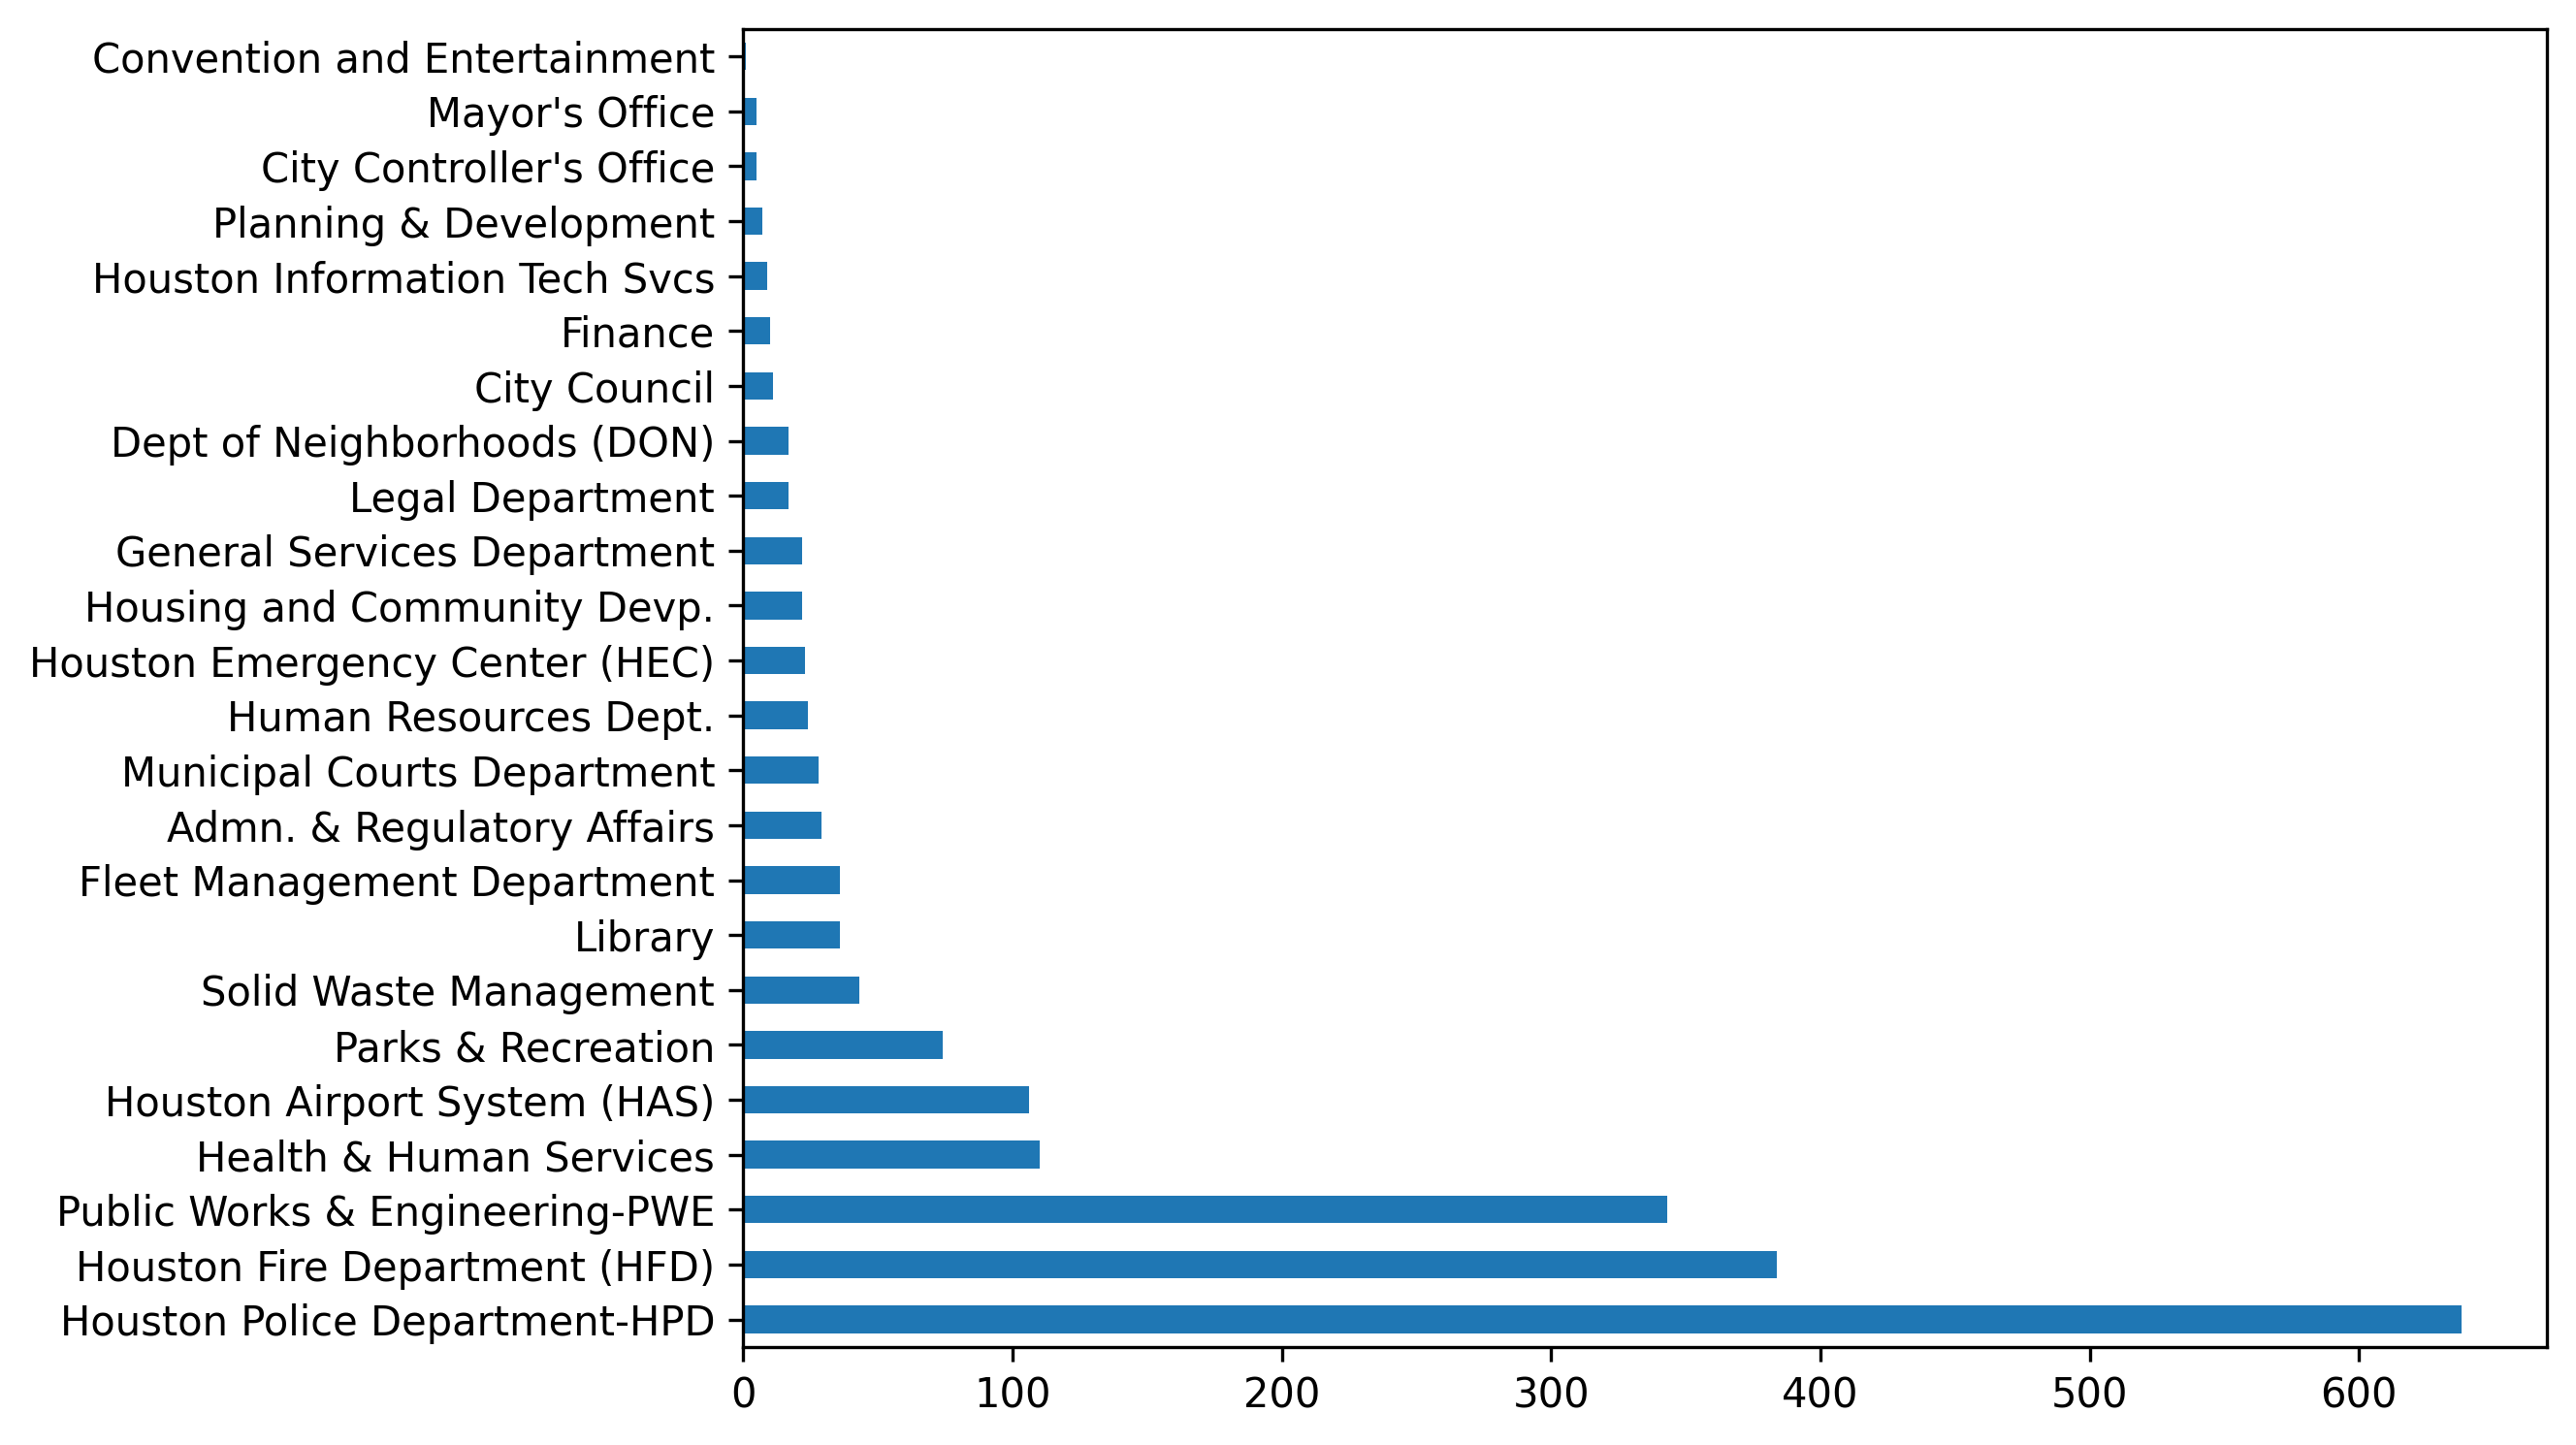 Convention and Entertainment
Mayor's Office
City Controller's Office
Planning & Development
Houston Information Tech Svcs
Finance
City Council
Dept of Neighborhoods (DON)
Legal Department
General Services Department
Housing and Community Devp.
Houston Emergency Center (HEC)
Human Resources Dept.
Municipal Courts Department
Admn. & Regulatory Affairs
Fleet Management Department
Library
Solid Waste Management
Parks & Recreation
Houston Airport System (HAS)
Health & Human Services
Public Works & Engineering-PWE
Houston Fire Department (HFD)
Houston Police Department-HPD
0 100 200 300 400 500 600